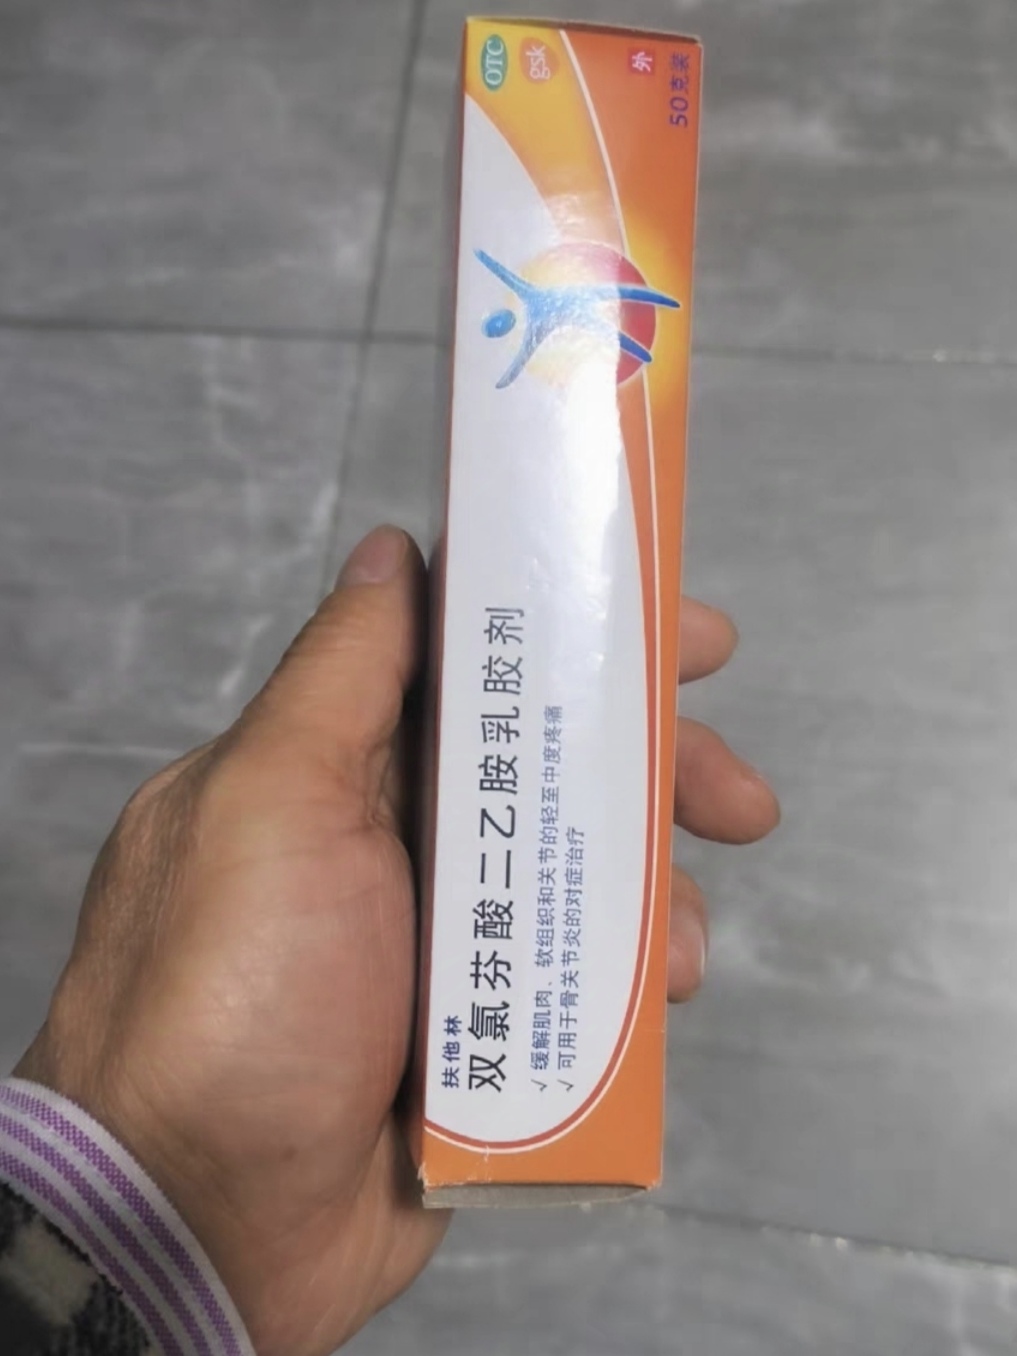 OTC
gsk
外
50克装
扶他林
双氯芬酸二乙胺乳胶剂
√ 缓解肌肉、软组织和关节的轻至中度疼痛
√ 可用于骨关节炎的对症治疗